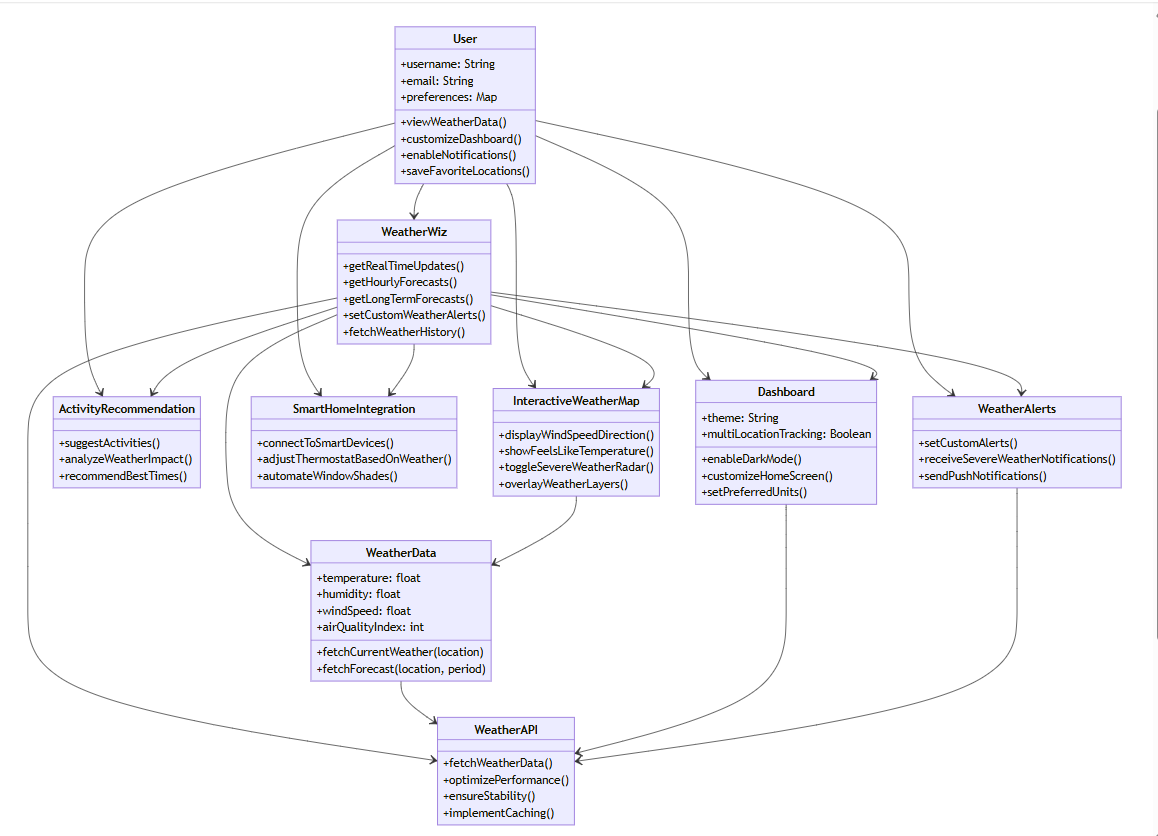 User
+username: String
+email: String
+preferences: Map
+viewWeatherData()
+customizeDashboard()
+enableNotifications()
+saveFavoriteLocations()
WeatherWiz
+getRealTimeUpdates()
+getHourlyForecasts()
+getLongTermForecasts()
+setCustomWeatherAlerts()
+fetchWeatherHistory()
ActivityRecommendation
+suggestActivities()
+analyzeWeatherImpact()
+recommendBestTimes()
SmartHomeIntegration
+connectToSmartDevices()
+adjustThermostatBasedOnWeather()
+automateWindowShades()
InteractiveWeatherMap
+displayWindSpeedDirection()
+showFeelsLikeTemperature()
+toggleSevereWeatherRadar()
+overlayWeatherLayers()
Dashboard
+theme: String
+multiLocationTracking: Boolean
+enableDarkMode()
+customizeHomeScreen()
+setPreferredUnits()
WeatherAlerts
+setCustomAlerts()
+receiveSevereWeatherNotifications()
+sendPushNotifications()
WeatherData
+temperature: float
+humidity: float
+windSpeed: float
+airQualityIndex: int
+fetchCurrentWeather(location)
+fetchForecast(location, period)
WeatherAPI
+fetchWeatherData()
+optimizePerformance()
+ensureStability()
+implementCaching()